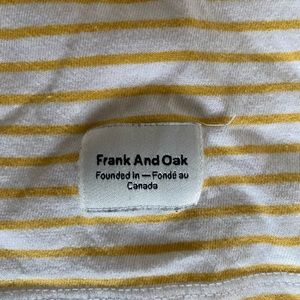 Frank And Oak
Founded in — Fondé au
Canada